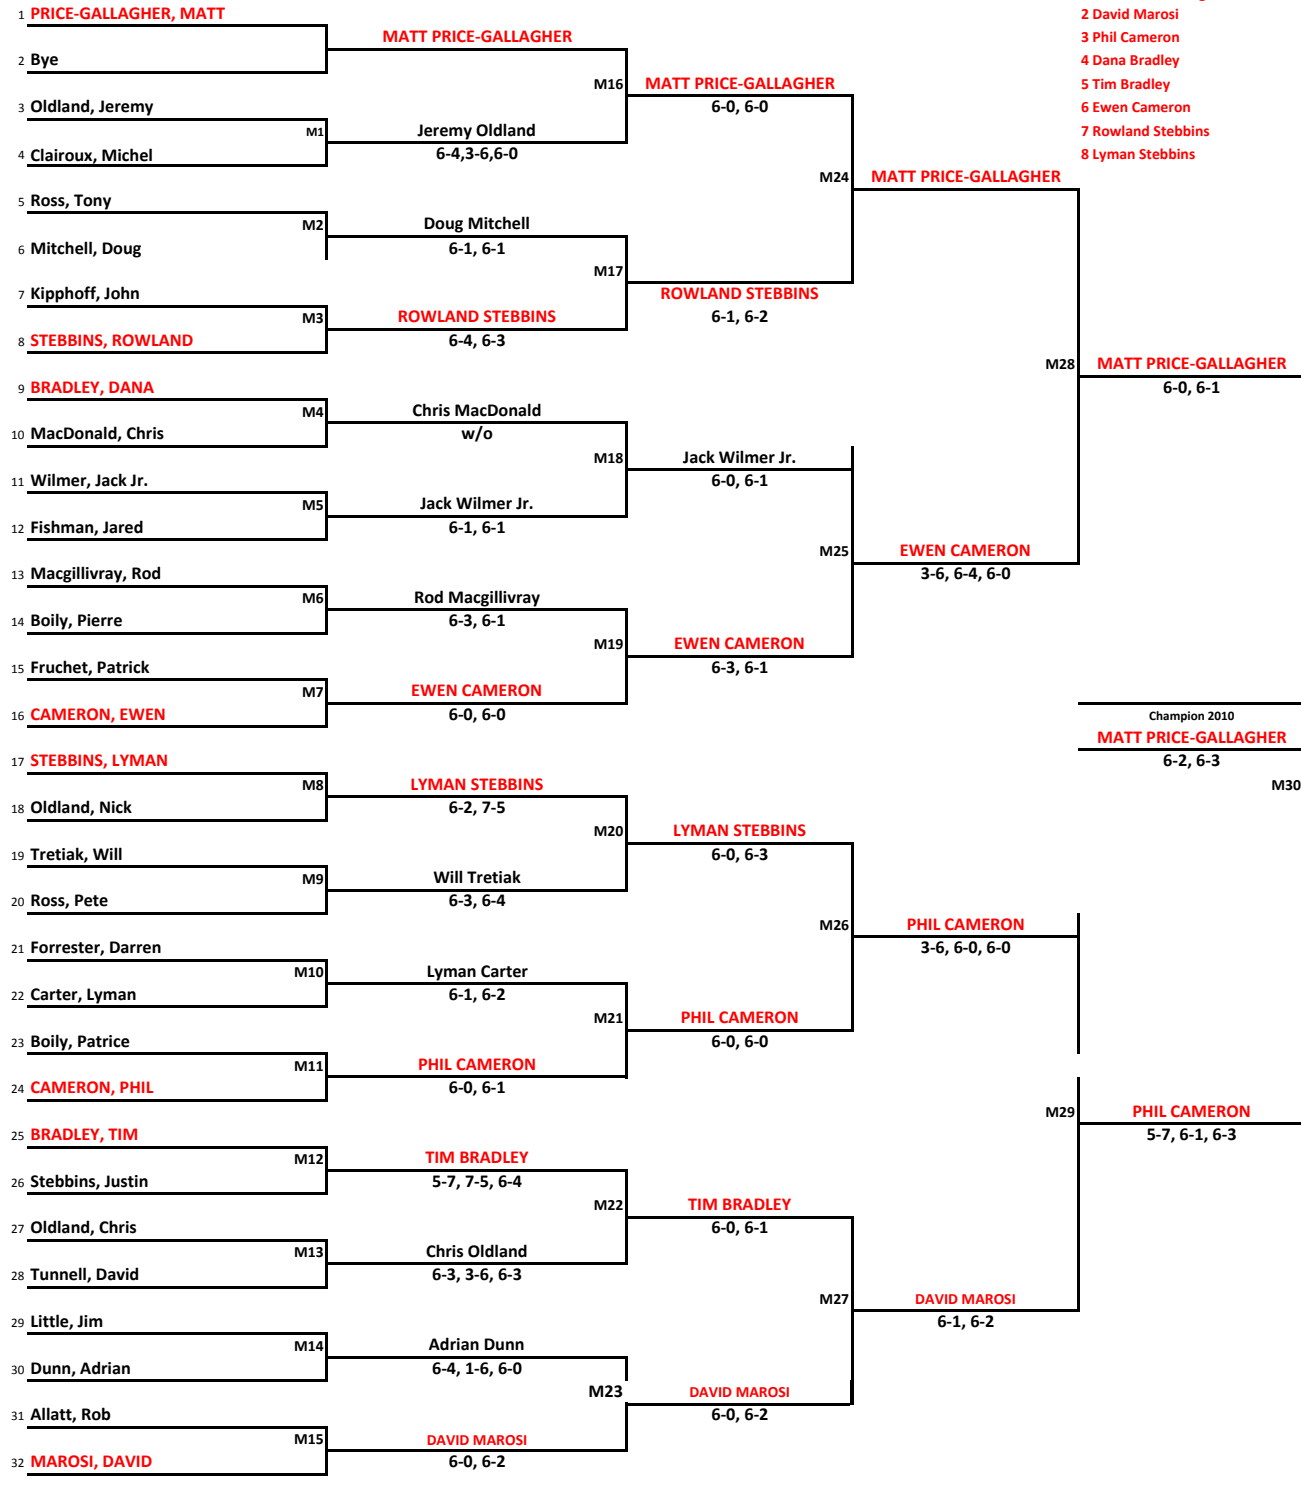 1 PRICE-GALLAGHER, MATT
2 Bye
3 Oldland, Jeremy
4 Clairoux, Michel
5 Ross, Tony
6 Mitchell, Doug
7 Kipphoff, John
8 STEBBINS, ROWLAND
9 BRADLEY, DANA
10 MacDonald, Chris
11 Wilmer, Jack Jr.
12 Fishman, Jared
13 Macgillivray, Rod
14 Boily, Pierre
15 Fruchet, Patrick
16 CAMERON, EWEN
17 STEBBINS, LYMAN
18 Oldland, Nick
19 Tretiak, Will
20 Ross, Pete
21 Forrester, Darren
22 Carter, Lyman
23 Boily, Patrice
24 CAMERON, PHIL
25 BRADLEY, TIM
26 Stebbins, Justin
27 Oldland, Chris
28 Tunnell, David
29 Little, Jim
30 Dunn, Adrian
31 Allatt, Rob
32 MAROSI, DAVID
M1
M2
M3
M4
M5
M6
M7
M8
M9
M10
M11
M12
M13
M14
M15
MATT PRICE-GALLAGHER
Jeremy Oldland
6-4,3-6,6-0
Doug Mitchell
6-1, 6-1
ROWLAND STEBBINS
6-4, 6-3
Chris MacDonald
w/o
Jack Wilmer Jr.
6-1, 6-1
Rod Macgillivray
6-3, 6-1
EWEN CAMERON
6-0, 6-0
LYMAN STEBBINS
6-2, 7-5
Will Tretiak
6-3, 6-4
Lyman Carter
6-1, 6-2
PHIL CAMERON
6-0, 6-1
TIM BRADLEY
5-7, 7-5, 6-4
Chris Oldland
6-3, 3-6, 6-3
Adrian Dunn
6-4, 1-6, 6-0
DAVID MAROSI
6-0, 6-2
M16
M17
M18
M19
M20
M21
M22
M23
MATT PRICE-GALLAGHER
6-0, 6-0
ROWLAND STEBBINS
6-1, 6-2
Jack Wilmer Jr.
6-0, 6-1
EWEN CAMERON
6-3, 6-1
LYMAN STEBBINS
6-0, 6-3
PHIL CAMERON
6-0, 6-0
TIM BRADLEY
6-0, 6-1
DAVID MAROSI
6-0, 6-2
M24
M25
M26
M27
MATT PRICE-GALLAGHER
EWEN CAMERON
3-6, 6-4, 6-0
PHIL CAMERON
3-6, 6-0, 6-0
DAVID MAROSI
6-1, 6-2
2 David Marosi
3 Phil Cameron
4 Dana Bradley
5 Tim Bradley
6 Ewen Cameron
7 Rowland Stebbins
8 Lyman Stebbins
M28
MATT PRICE-GALLAGHER
6-0, 6-1
Champion 2010
MATT PRICE-GALLAGHER
6-2, 6-3
M30
M29
PHIL CAMERON
5-7, 6-1, 6-3